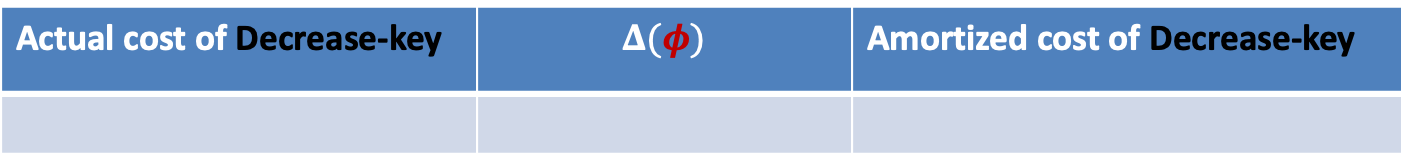 Actual cost of Decrease-key
Δ(ϕ)
Amortized cost of Decrease-key